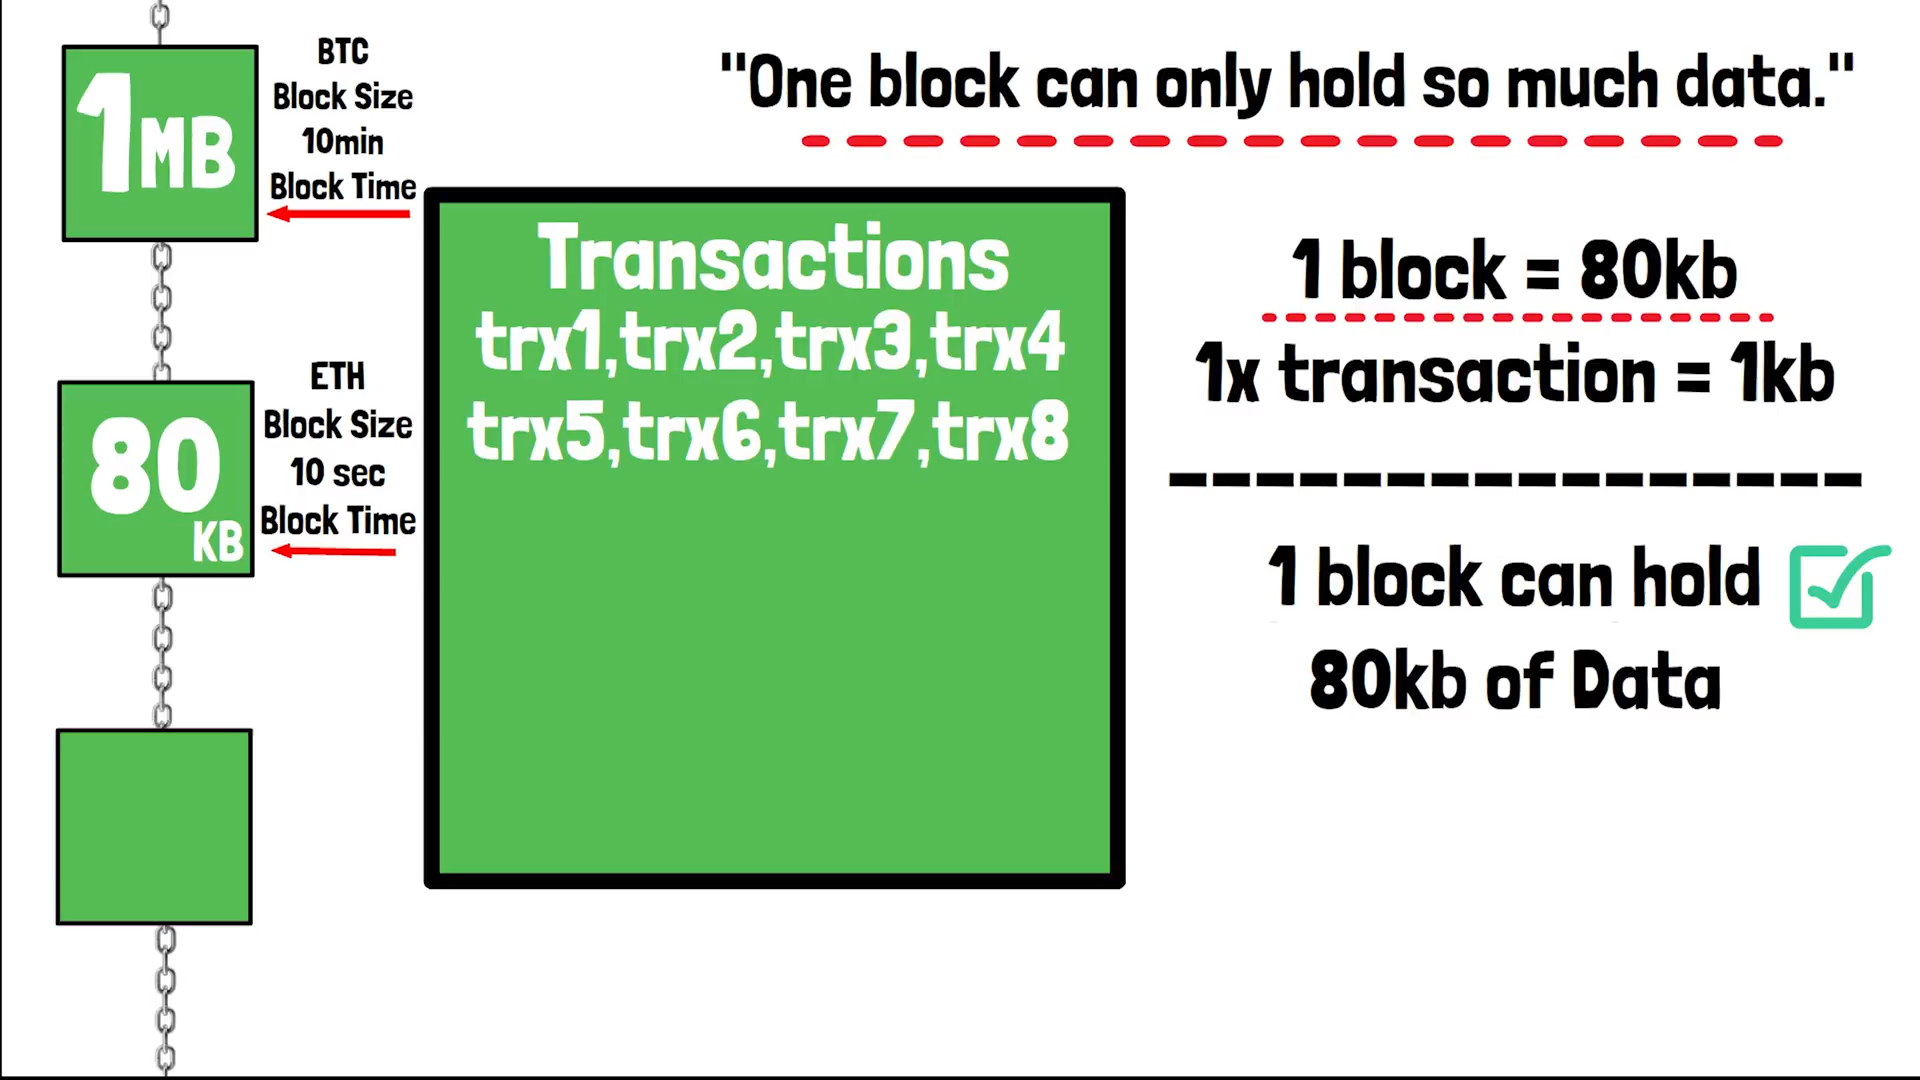 1MB
BTC
Block Size
10min
Block Time
80
KB
ETH
Block Size
10 sec
Block Time
"One block can only hold so much data."
Transactions
trx1,trx2,trx3,trx4
trx5,trx6,trx7,trx8
1 block = 80kb
1x transaction = 1kb
1 block can hold
80kb of Data